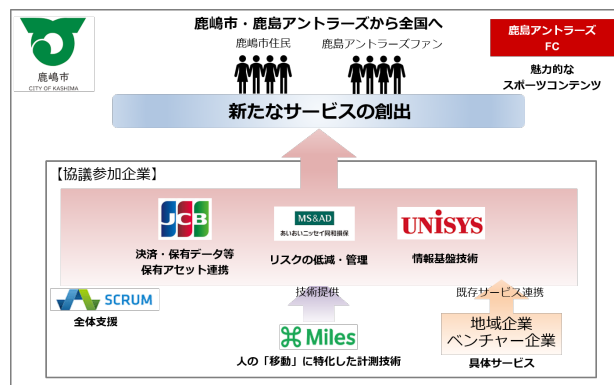 鹿嶋市・鹿島アントラーズから全国へ
鹿嶋市
CITY OF KASHIMA
鹿嶋市住民
鹿島アントラーズファン
鹿島アントラーズ
FC
魅力的な
スポーツコンテンツ
新たなサービスの創出
【協議参加企業】
JCB
決済・保有データ等
保有アセット連携
MS&AD
あいおいニッセイ同和損保
リスクの低減・管理
UNISYS
情報基盤技術
SCRUM
全体支援
技術提供
既存サービス連携
Miles
人の「移動」に特化した計測技術
地域企業
ベンチャー企業
具体サービス